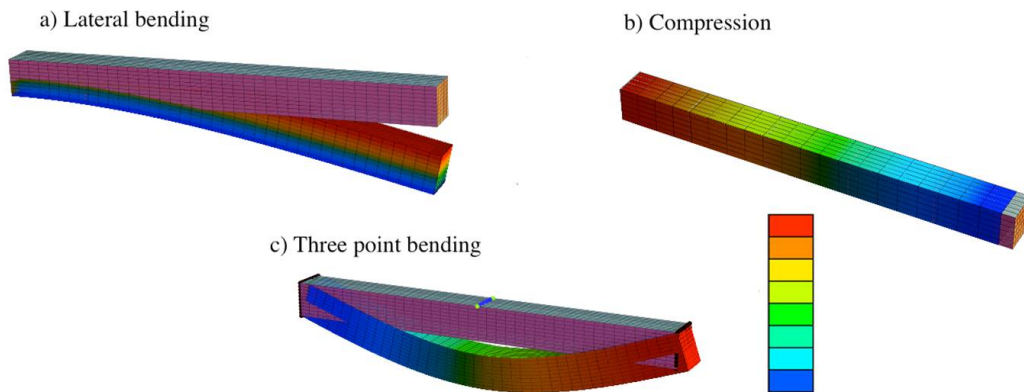 a) Lateral bending
b) Compression
c) Three point bending